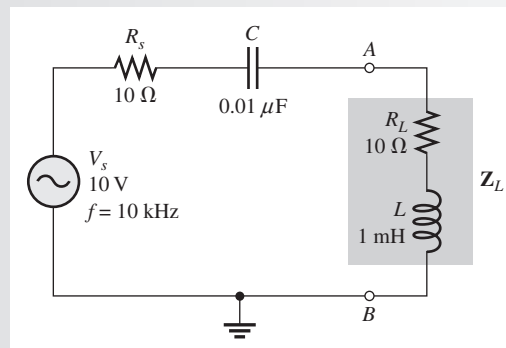 R_s
C
A
10 Ω
0.01 μF
R_L
10 Ω
Z_L
V_s
10 V
f = 10 kHz
L
1 mH
B